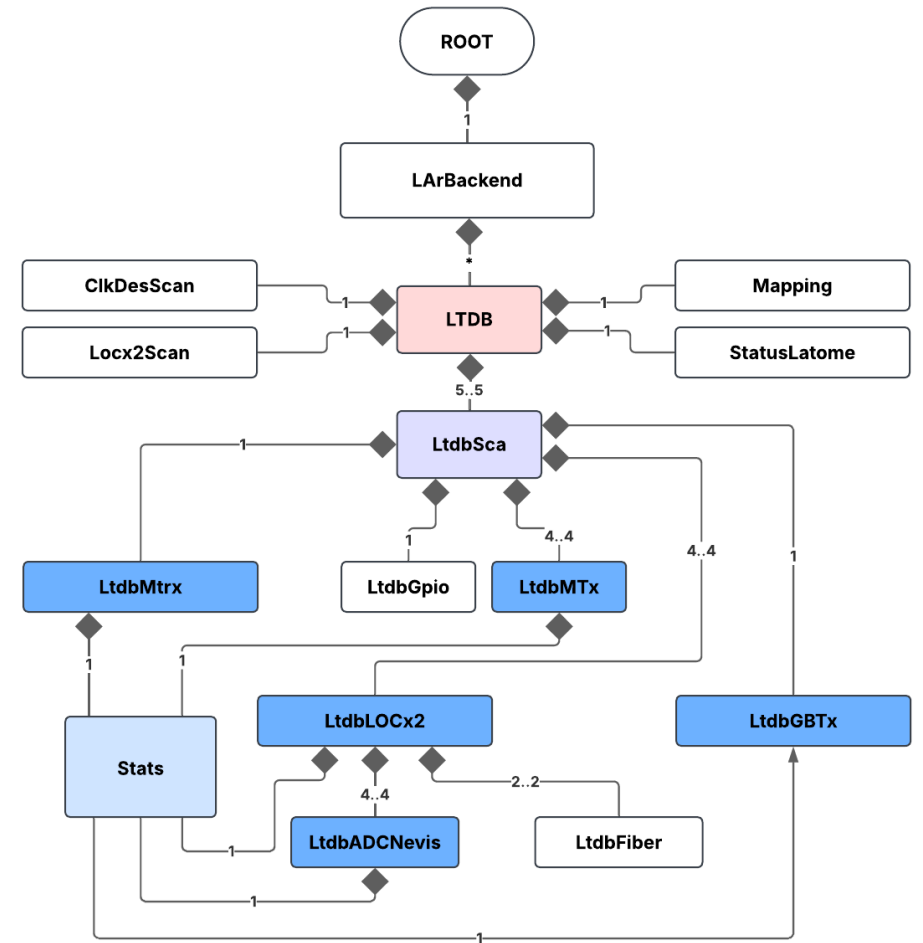 ROOT
1
LArBackend
*
ClkDesScan
1
LTDB
1
Mapping
Locx2Scan
1
1
StatusLatome
5..5
LtdbSca
1
1
4..4
4..4
1
LtdbMtrx
LtdbGpio
LtdbMTx
1
1
LtdbLOCx2
LtdbGBTx
Stats
4..4
2..2
1
LtdbADCNevis
LtdbFiber
1
1